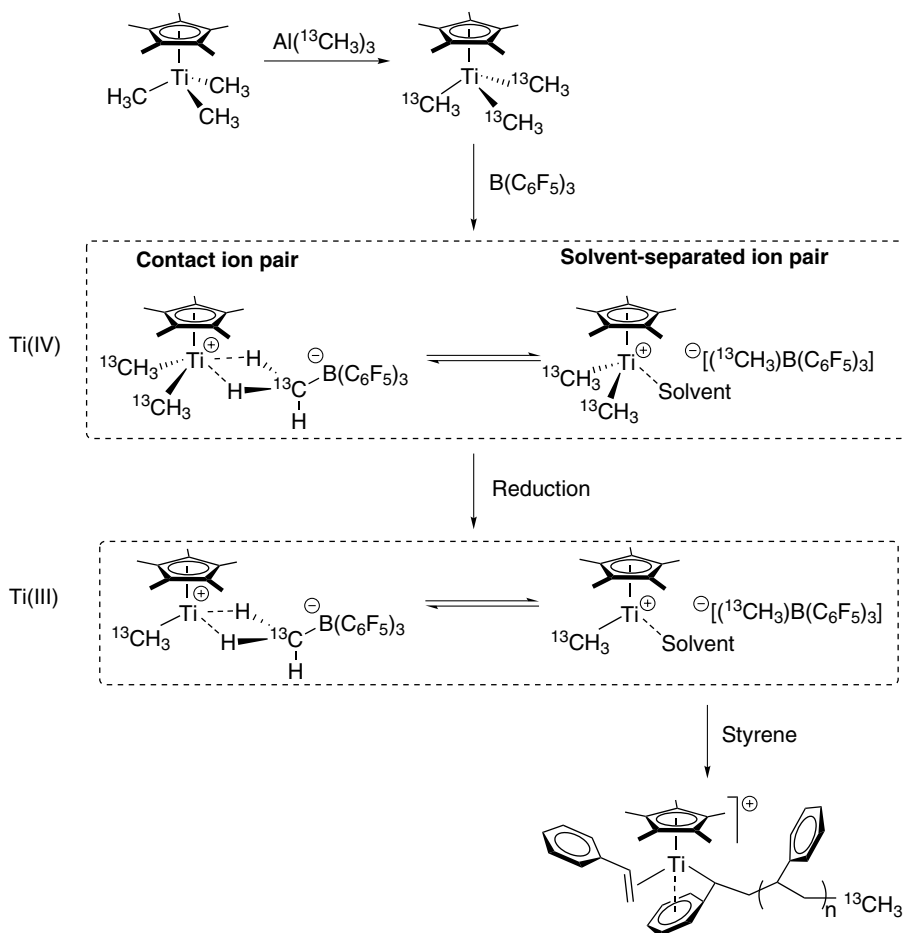 Al(¹³CH₃)₃
Ti
H₃C
CH₃
CH₃
Ti
¹³CH₃
¹³CH₃
¹³CH₃
B(C₆F₅)₃
Contact ion pair
Solvent-separated ion pair
Ti(IV)
Ti ⊕
¹³CH₃
¹³CH₃
H
H
¹³C
H
⊖
B(C₆F₅)₃
Ti ⊕
¹³CH₃
¹³CH₃
Solvent
⊖[(¹³CH₃)B(C₆F₅)₃]
Reduction
Ti(III)
Ti ⊕
¹³CH₃
H
H
¹³C
H
⊖
B(C₆F₅)₃
Ti ⊕
¹³CH₃
Solvent
⊖[(¹³CH₃)B(C₆F₅)₃]
Styrene
⊕
Ti
n
¹³CH₃